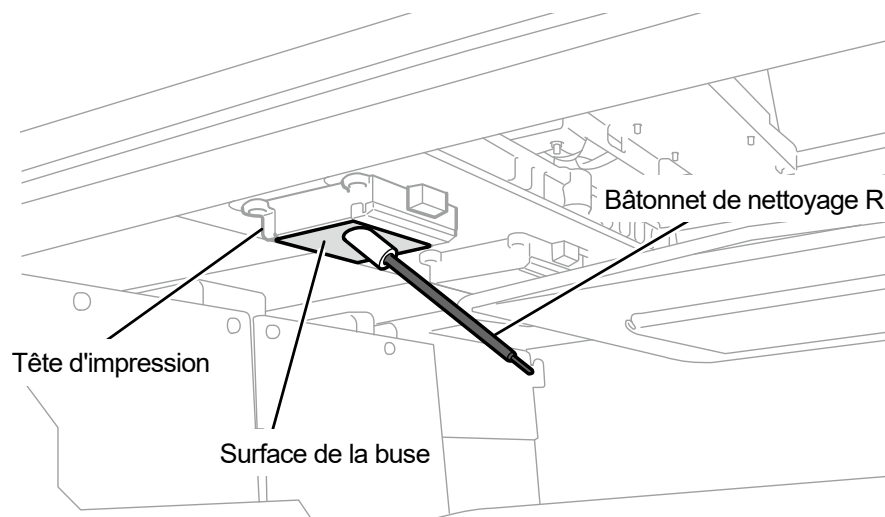 Bâtonnet de nettoyage R
Tête d'impression
Surface de la buse